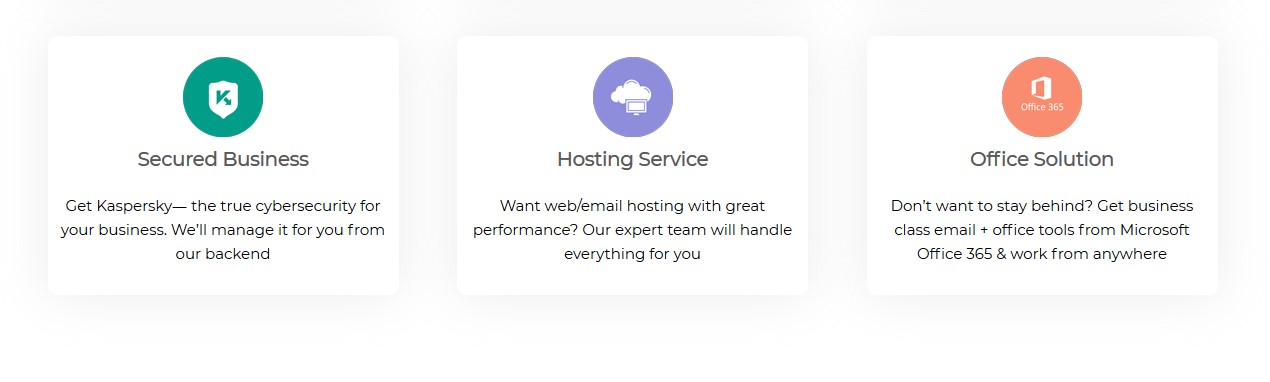 Office 365
Secured Business
Hosting Service
Office Solution
Get Kaspersky— the true cybersecurity for
your business. We'll manage it for you from
our backend
Want web/email hosting with great
performance? Our expert team will handle
everything for you
Don't want to stay behind? Get business
class email + office tools from Microsoft
Office 365 & work from anywhere